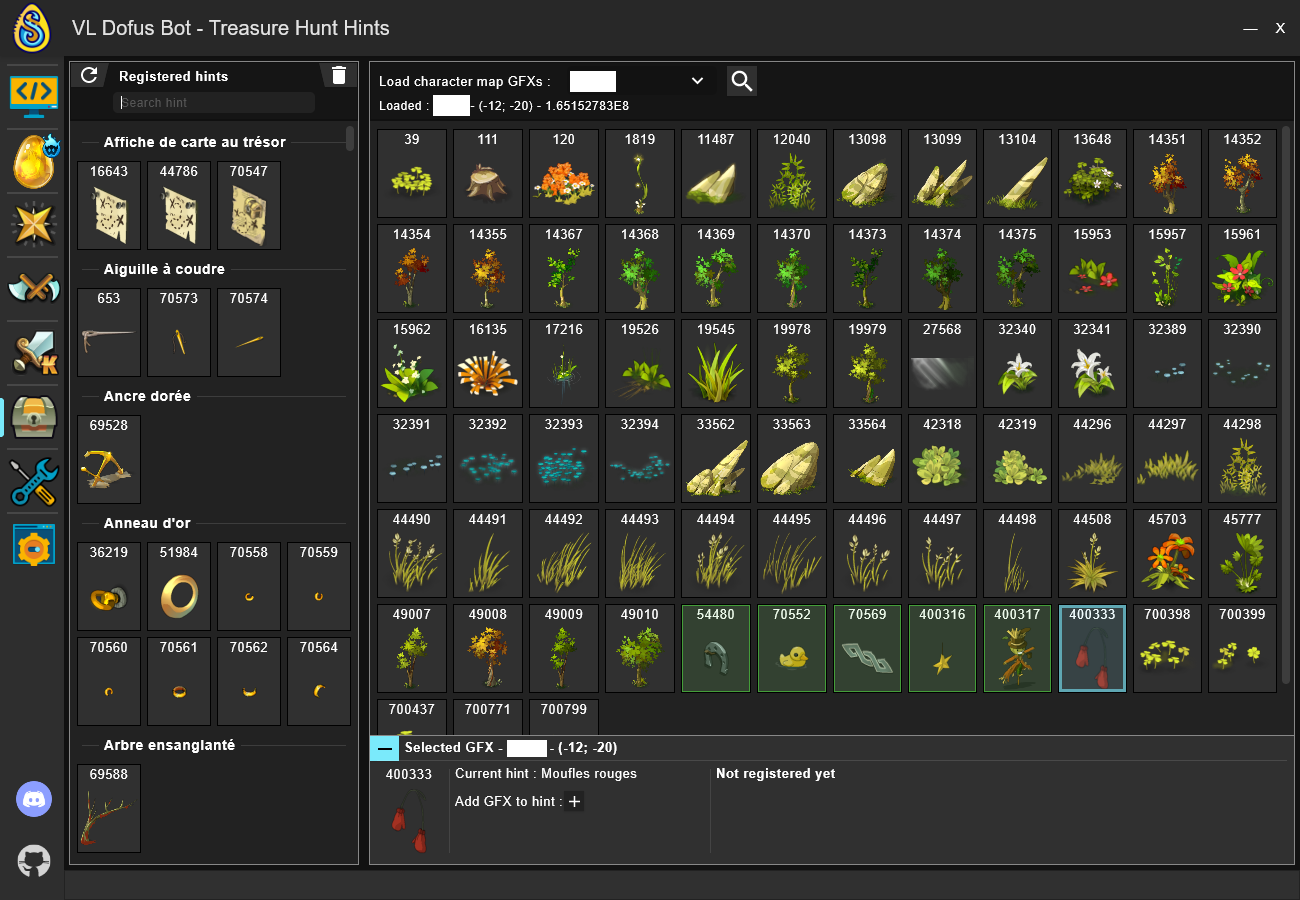 VL Dofus Bot - Treasure Hunt Hints
Registered hints
Search hint
Affiche de carte au trésor
16643 44786 70547
Aiguille à coudre
653 70573 70574
Ancre dorée
69528
Anneau d'or
36219 51984 70558 70559
70560 70561 70562 70564
Arbre ensanglanté
69588
Load character map GFXs :
Loaded : - (-12; -20) - 1.65152783E8
39 111 120 1819 11487 12040 13098 13099 13104 13648 14351 14352
14354 14355 14367 14368 14369 14370 14373 14374 14375 15953 15957 15961
15962 16135 17216 19526 19545 19978 19979 27568 32340 32341 32389 32390
32391 32392 32393 32394 33562 33563 33564 42318 42319 44296 44297 44298
44490 44491 44492 44493 44494 44495 44496 44497 44498 44508 45703 45777
49007 49008 49009 49010 54480 70552 70569 400316 400317 400333 700398 700399
700437 700771 700799
Selected GFX - - (-12; -20)
400333
Current hint : Moufles rouges
Add GFX to hint :
Not registered yet